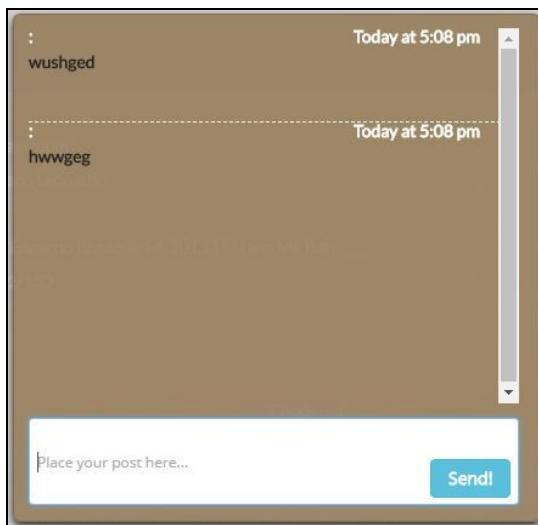 : Today at 5:08 pm
wushged
: Today at 5:08 pm
hwwgeg
Place your post here...
Send!